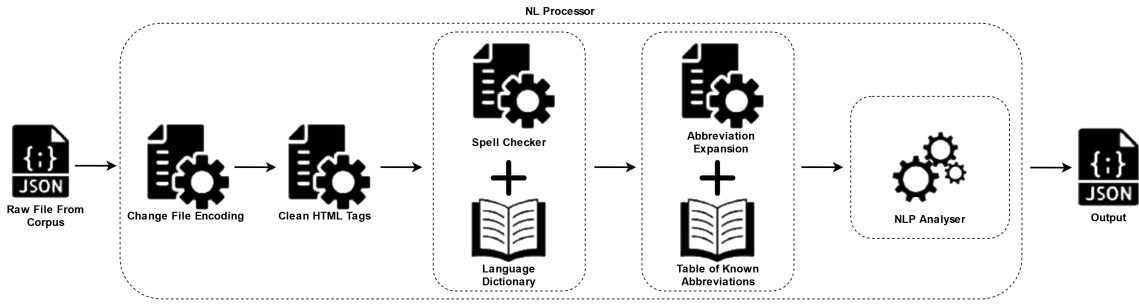 NL Processor
{;}
JSON
Raw File From
Corpus
Change File Encoding
Clean HTML Tags
Spell Checker
Language
Dictionary
Abbreviation
Expansion
Table of Known
Abbreviations
NLP Analyser
{;}
JSON
Output